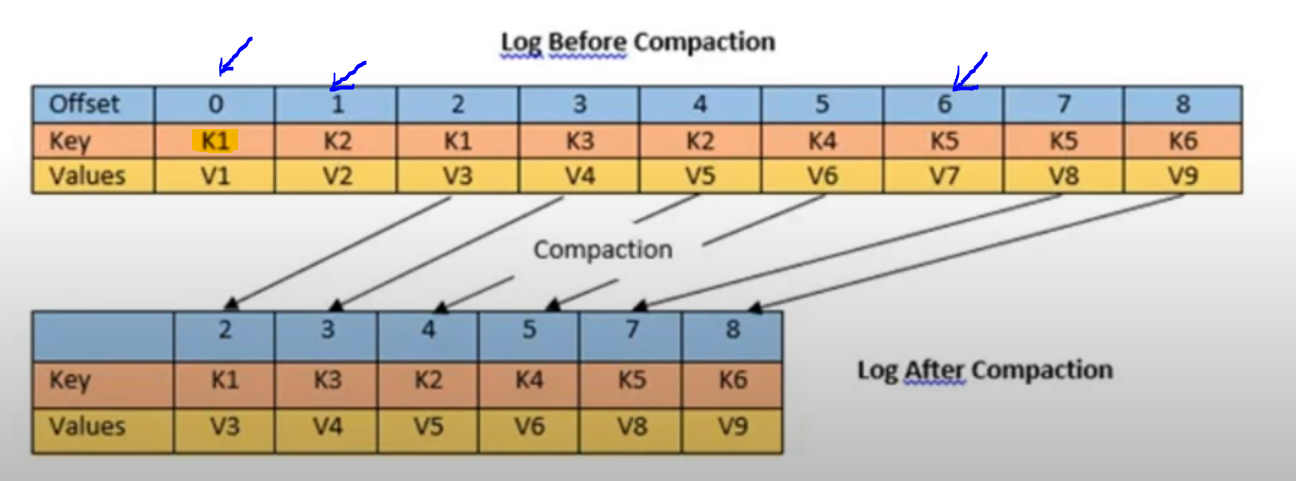 Log Before Compaction
Offset 0 1 2 3 4 5 6 7 8
Key K1 K2 K1 K3 K2 K4 K5 K5 K6
Values V1 V2 V3 V4 V5 V6 V7 V8 V9
Compaction
2 3 4 5 7 8
Key K1 K3 K2 K4 K5 K6
Log After Compaction
Values V3 V4 V5 V6 V8 V9